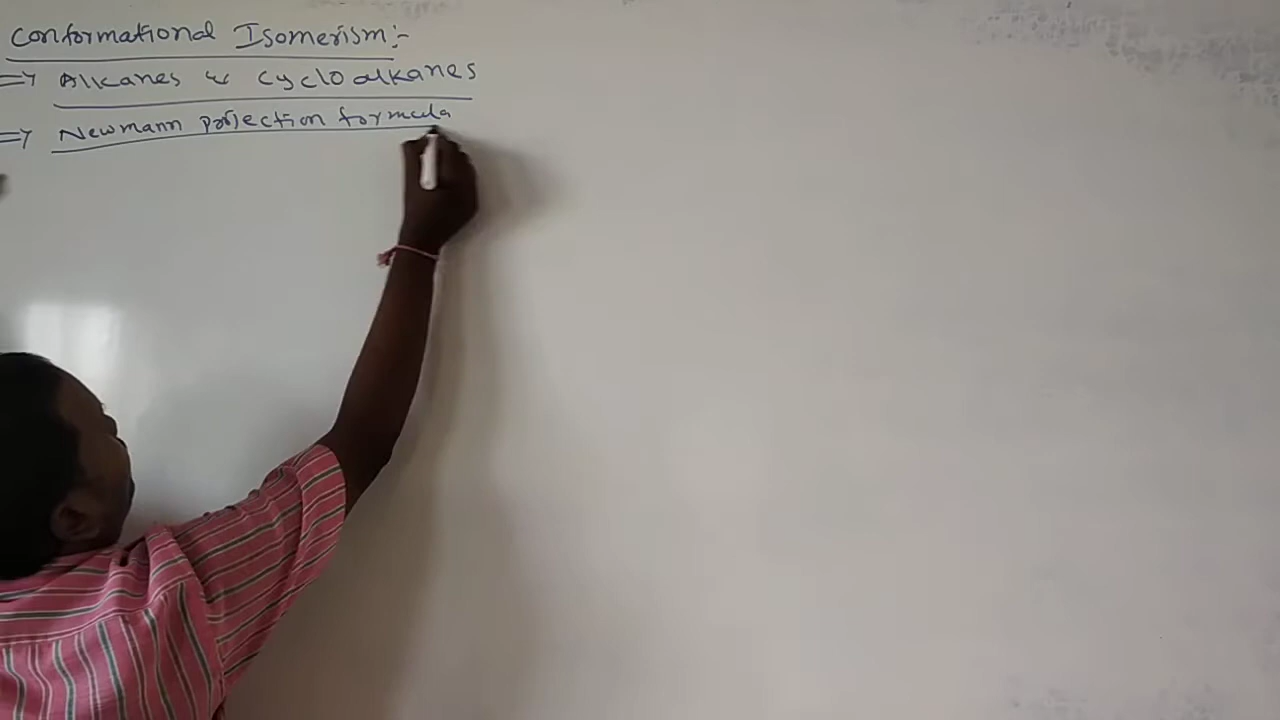 Conformational Isomerism:-
=> Alkanes & Cycloalkanes
=> Newmann projection formula